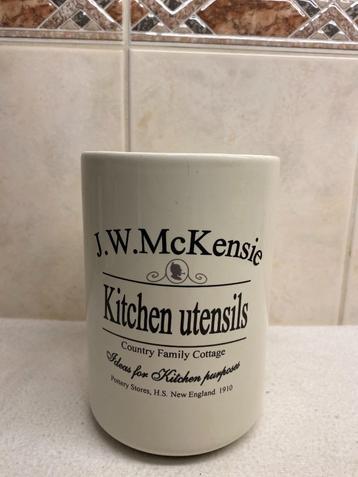 J.W.McKensie
Kitchen utensils
Country Family Cottage
Ideas for Kitchen purposes
Pottery Stores, H.S. New England 1910